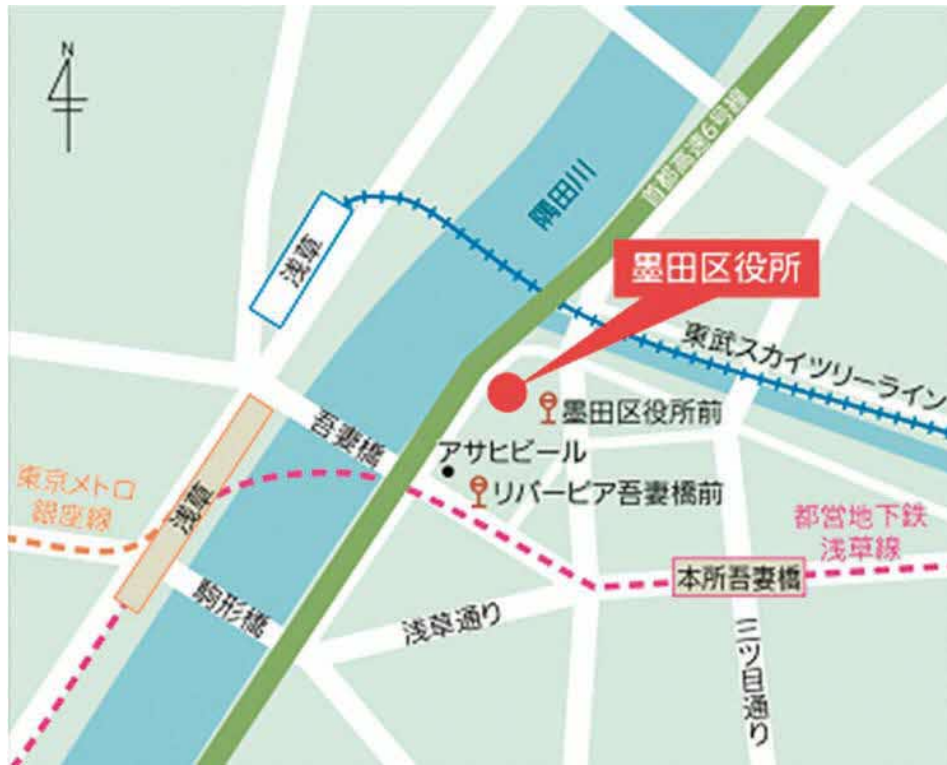 N
首都高速6号線
隅田川
浅草
墨田区役所
東武スカイツリーライン
墨田区役所前
吾妻橋
アサヒビール
リバーピア吾妻橋前
東京メトロ
銀座線
浅草
都営地下鉄
浅草線
本所吾妻橋
駒形橋
浅草通り
三ツ目通り